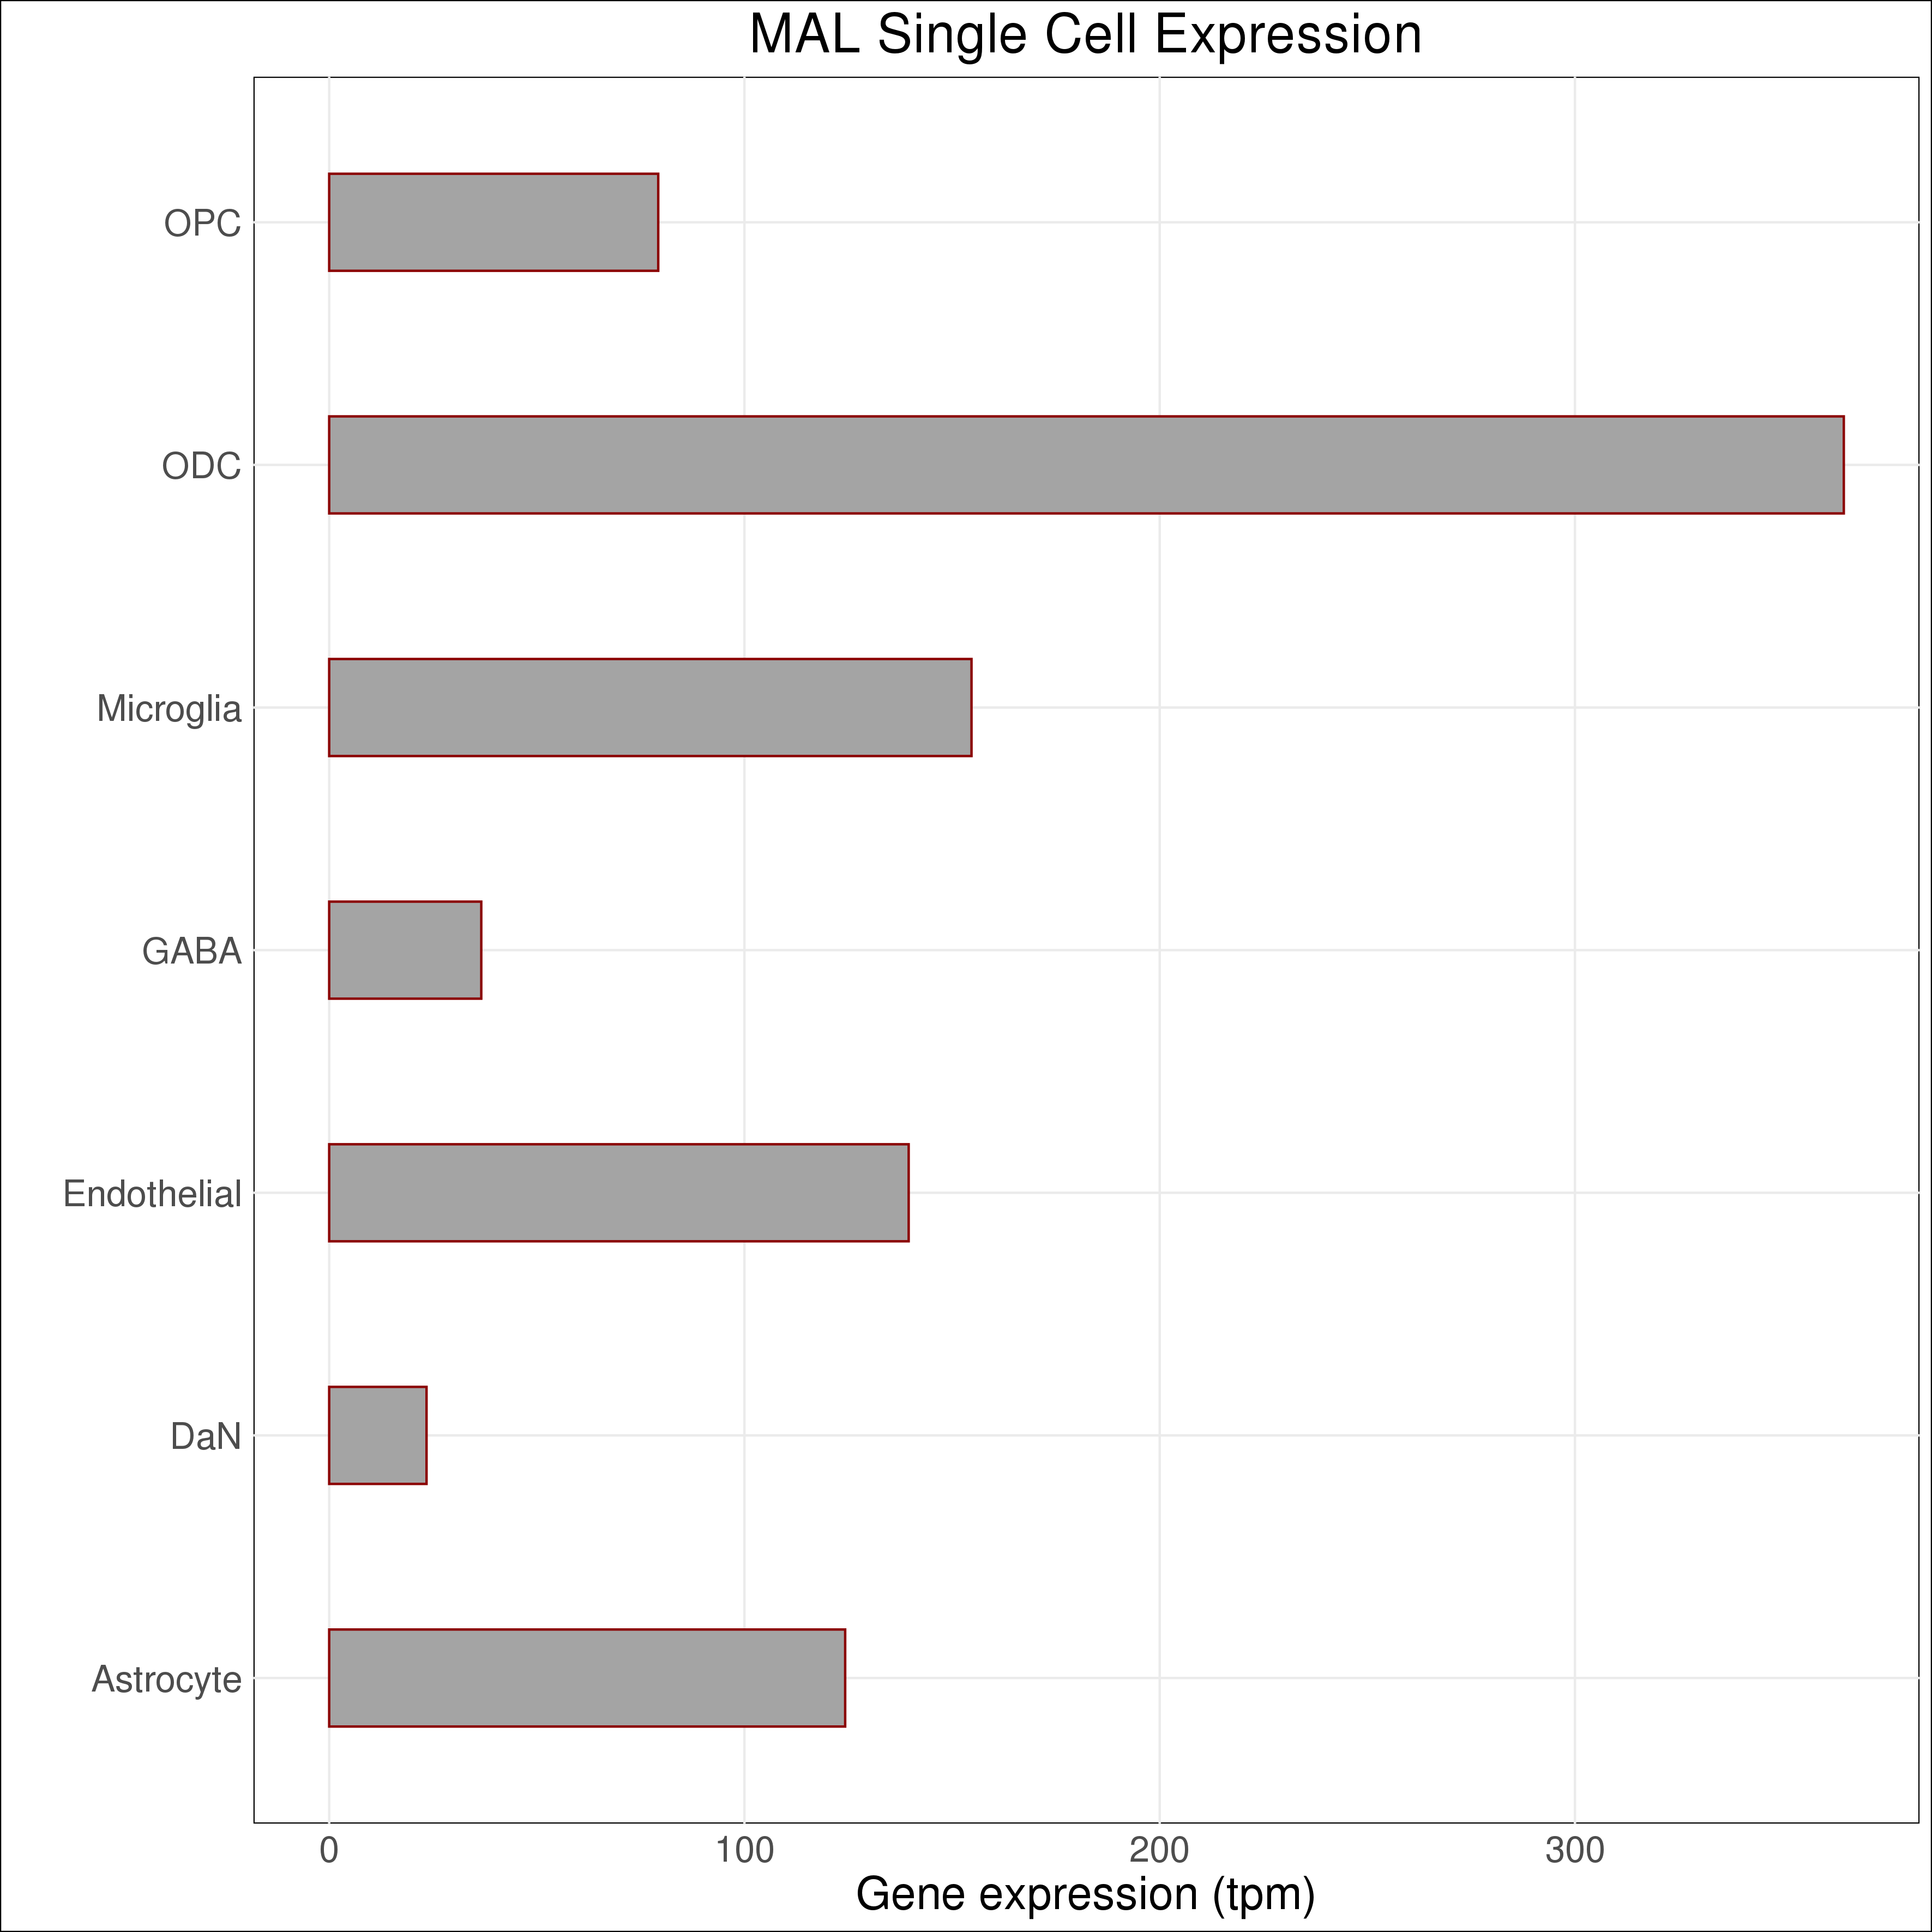 MAL Single Cell Expression
OPC
ODC
Microglia
GABA
Endothelial
DaN
Astrocyte
0 100 200 300
Gene expression (tpm)